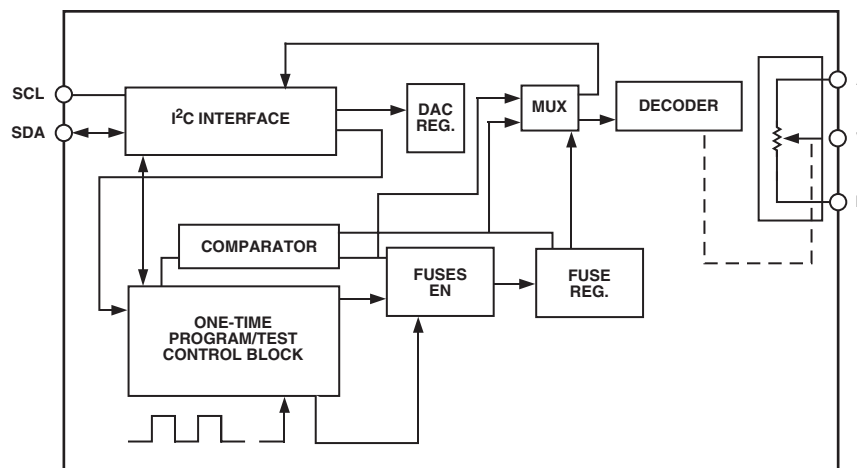 SCL
SDA
I²C INTERFACE
DAC
REG.
MUX
DECODER
COMPARATOR
FUSES
EN
FUSE
REG.
ONE-TIME
PROGRAM/TEST
CONTROL BLOCK